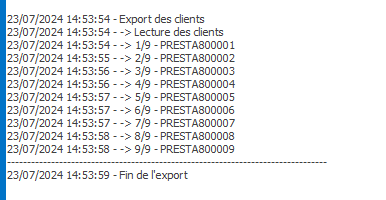 23/07/2024 14:53:54 - Export des clients
23/07/2024 14:53:54 - --> Lecture des clients
23/07/2024 14:53:54 - --> 1/9 - PRESTA800001
23/07/2024 14:53:55 - --> 2/9 - PRESTA800002
23/07/2024 14:53:56 - --> 3/9 - PRESTA800003
23/07/2024 14:53:56 - --> 4/9 - PRESTA800004
23/07/2024 14:53:57 - --> 5/9 - PRESTA800005
23/07/2024 14:53:57 - --> 6/9 - PRESTA800006
23/07/2024 14:53:57 - --> 7/9 - PRESTA800007
23/07/2024 14:53:58 - --> 8/9 - PRESTA800008
23/07/2024 14:53:58 - --> 9/9 - PRESTA800009
--------------------------------------------------------------------------------
23/07/2024 14:53:59 - Fin de l'export